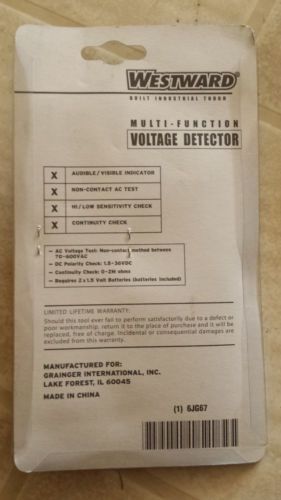 WESTWARD®
BUILT INDUSTRIAL TOUGH
MULTI-FUNCTION
VOLTAGE DETECTOR
X AUDIBLE/VISIBLE INDICATOR
X NON-CONTACT AC TEST
X HI/LOW SENSITIVITY CHECK
X CONTINUITY CHECK
– AC Voltage Test: Non-contact method between
70-600VAC
– DC Polarity Check: 1.5-36VDC
– Continuity Check: 0-2M ohms
– Requires 2 x 1.5 Volt Batteries (batteries included)
LIMITED LIFETIME WARRANTY:
Should this tool ever fail to perform satisfactorily due to a defect or
poor workmanship, return it to the place of purchase and it will be
replaced, free of charge. Incidental or consequential damages
are excluded from this warranty.
MANUFACTURED FOR:
GRAINGER INTERNATIONAL, INC.
LAKE FOREST, IL 60045
MADE IN CHINA
(1) 6JG67